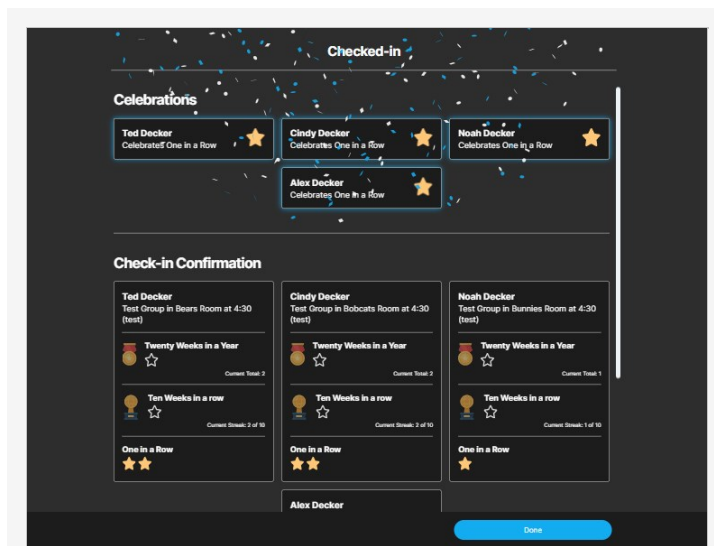 Checked-in
Celebrations
Ted Decker
Celebrates One in a Row
Cindy Decker
Celebrates One in a Row
Noah Decker
Celebrates One in a Row
Alex Decker
Celebrates One in a Row
Check-in Confirmation
Ted Decker
Test Group in Bears Room at 4:30
(test)
Twenty Weeks in a Year
Current Total: 2
Ten Weeks in a row
Current Streak: 2 of 10
One in a Row
Cindy Decker
Test Group in Bobcats Room at 4:30
(test)
Twenty Weeks in a Year
Current Total: 2
Ten Weeks in a row
Current Streak: 2 of 10
One in a Row
Noah Decker
Test Group in Bunnies Room at 4:30
(test)
Twenty Weeks in a Year
Current Total: 1
Ten Weeks in a row
Current Streak: 1 of 10
One in a Row
Alex Decker
Done